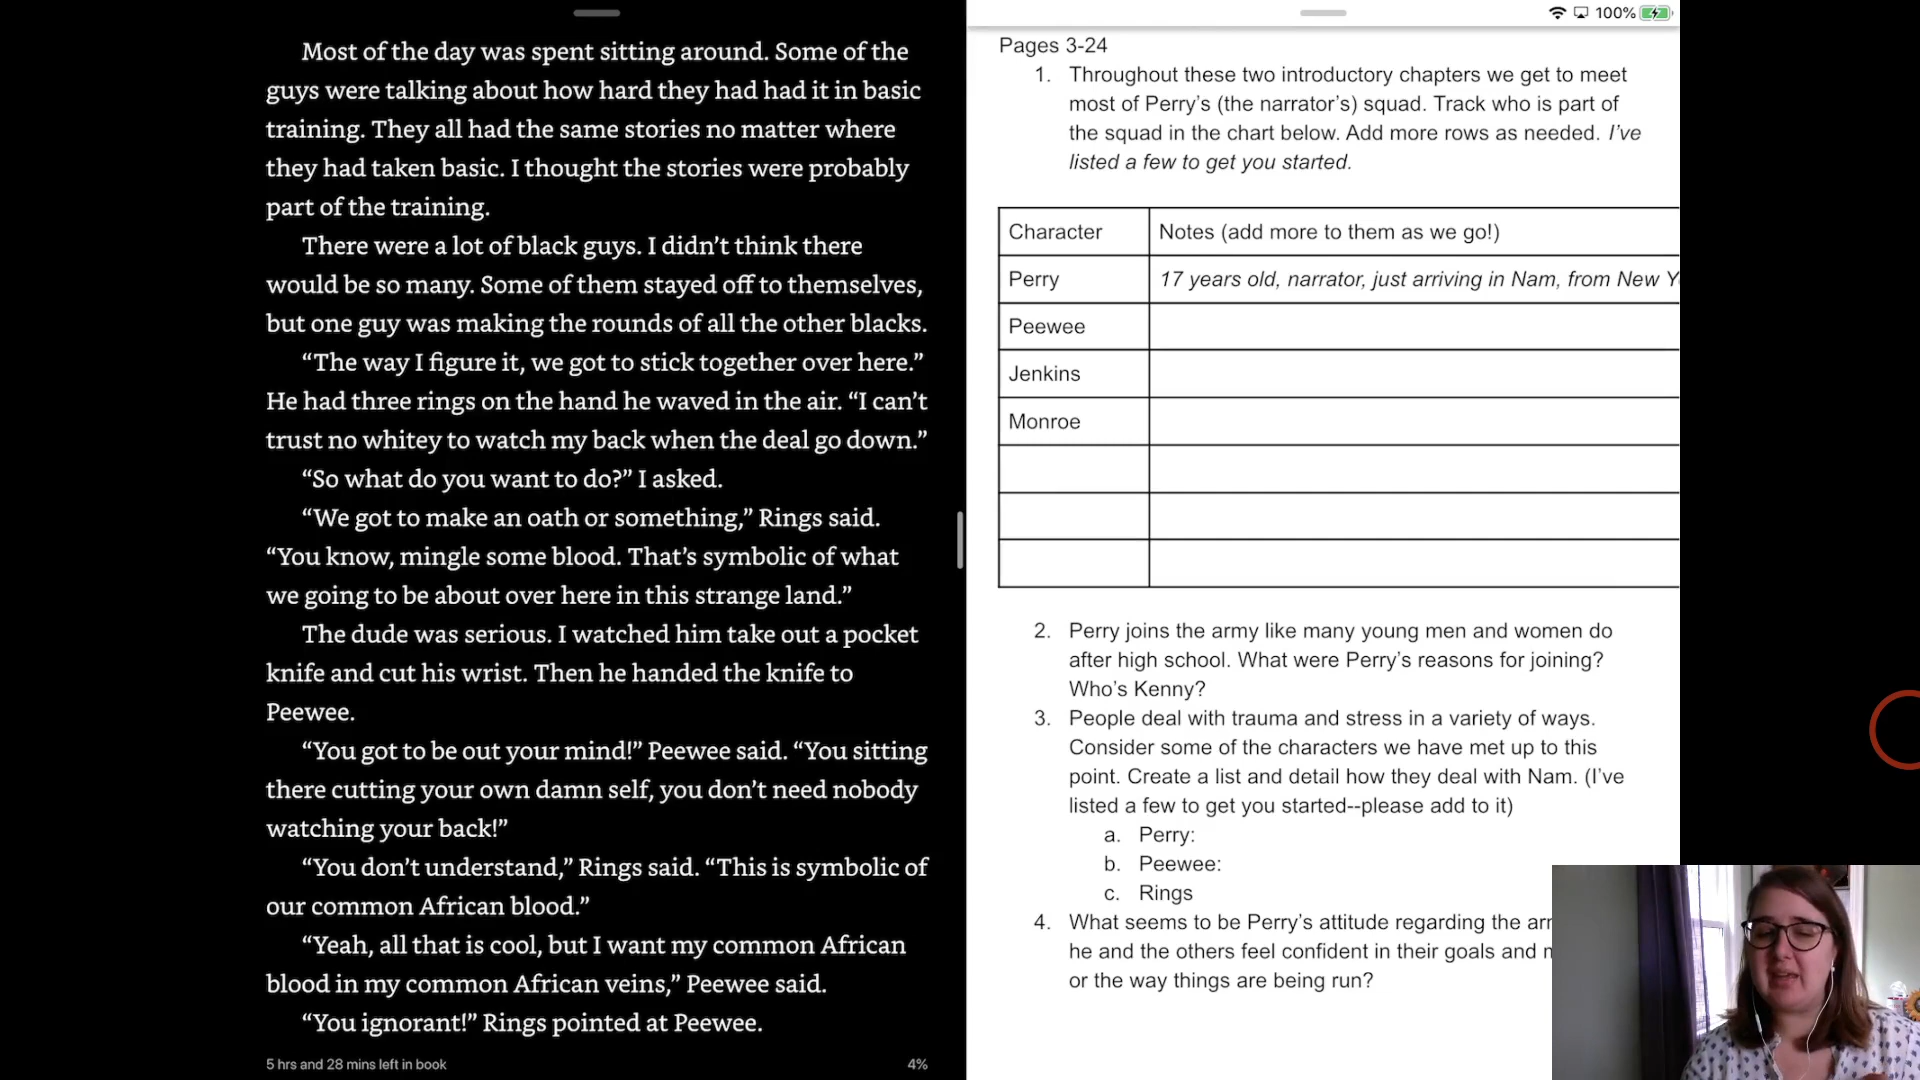 Most of the day was spent sitting around. Some of the
guys were talking about how hard they had had it in basic
training. They all had the same stories no matter where
they had taken basic. I thought the stories were probably
part of the training.
There were a lot of black guys. I didn’t think there
would be so many. Some of them stayed off to themselves,
but one guy was making the rounds of all the other blacks.
“The way I figure it, we got to stick together over here.”
He had three rings on the hand he waved in the air. “I can’t
trust no whitey to watch my back when the deal go down.”
“So what do you want to do?” I asked.
“We got to make an oath or something,” Rings said.
“You know, mingle some blood. That’s symbolic of what
we going to be about over here in this strange land.”
The dude was serious. I watched him take out a pocket
knife and cut his wrist. Then he handed the knife to
Peewee.
“You got to be out your mind!” Peewee said. “You sitting
there cutting your own damn self, you don’t need nobody
watching your back!”
“You don’t understand,” Rings said. “This is symbolic of
our common African blood.”
“Yeah, all that is cool, but I want my common African
blood in my common African veins,” Peewee said.
“You ignorant!” Rings pointed at Peewee.
5 hrs and 28 mins left in book 4%
100%
Pages 3-24
1. Throughout these two introductory chapters we get to meet
most of Perry’s (the narrator’s) squad. Track who is part of
the squad in the chart below. Add more rows as needed. I’ve
listed a few to get you started.
Character Notes (add more to them as we go!)
Perry 17 years old, narrator, just arriving in Nam, from New Y
Peewee
Jenkins
Monroe
2. Perry joins the army like many young men and women do
after high school. What were Perry’s reasons for joining?
Who’s Kenny?
3. People deal with trauma and stress in a variety of ways.
Consider some of the characters we have met up to this
point. Create a list and detail how they deal with Nam. (I’ve
listed a few to get you started--please add to it)
a. Perry:
b. Peewee:
c. Rings
4. What seems to be Perry’s attitude regarding the
he and the others feel confident in their goals and
or the way things are being run?